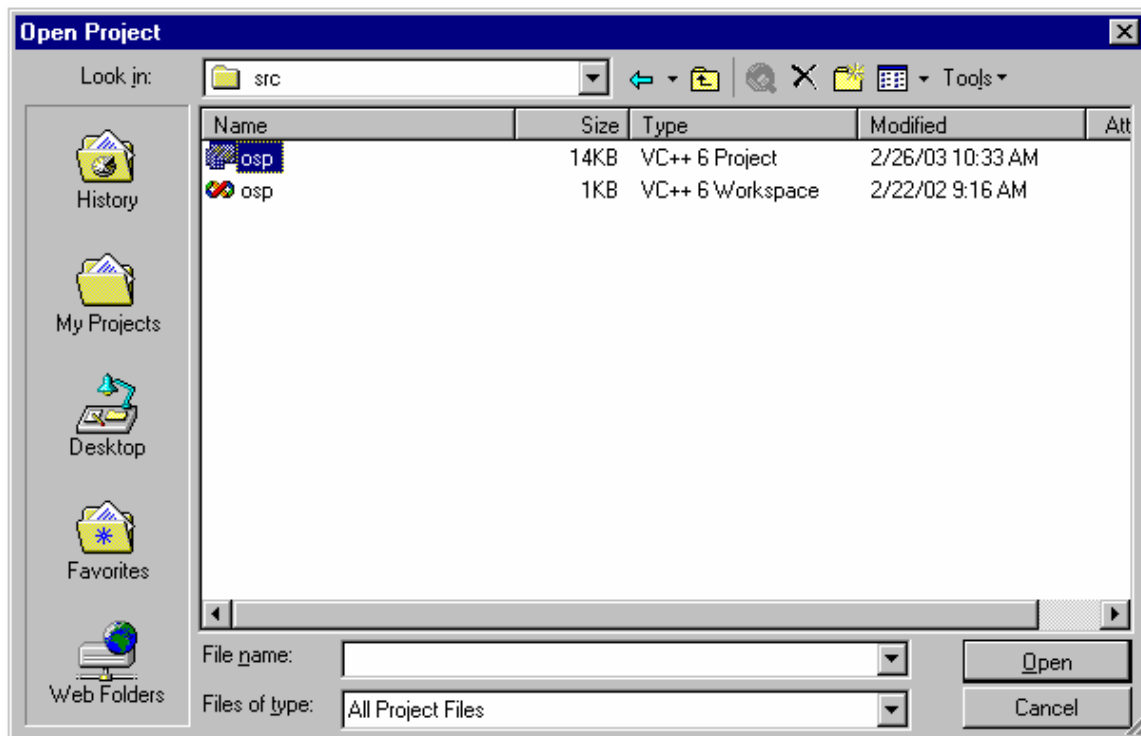 Open Project
Look in: src Tools
Name Size Type Modified Att
osp 14KB VC++ 6 Project 2/26/03 10:33 AM
osp 1KB VC++ 6 Workspace 2/22/02 9:16 AM
History
My Projects
Desktop
Favorites
Web Folders
File name: Open
Files of type: All Project Files Cancel